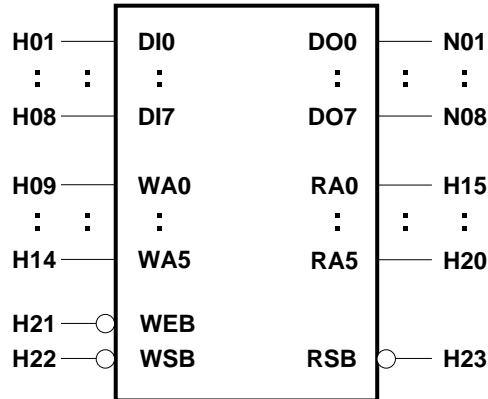 H01 DI0 DO0 N01
: : : : : :
H08 DI7 DO7 N08
H09 WA0 RA0 H15
: : : : : :
H14 WA5 RA5 H20
H21 WEB
H22 WSB RSB H23